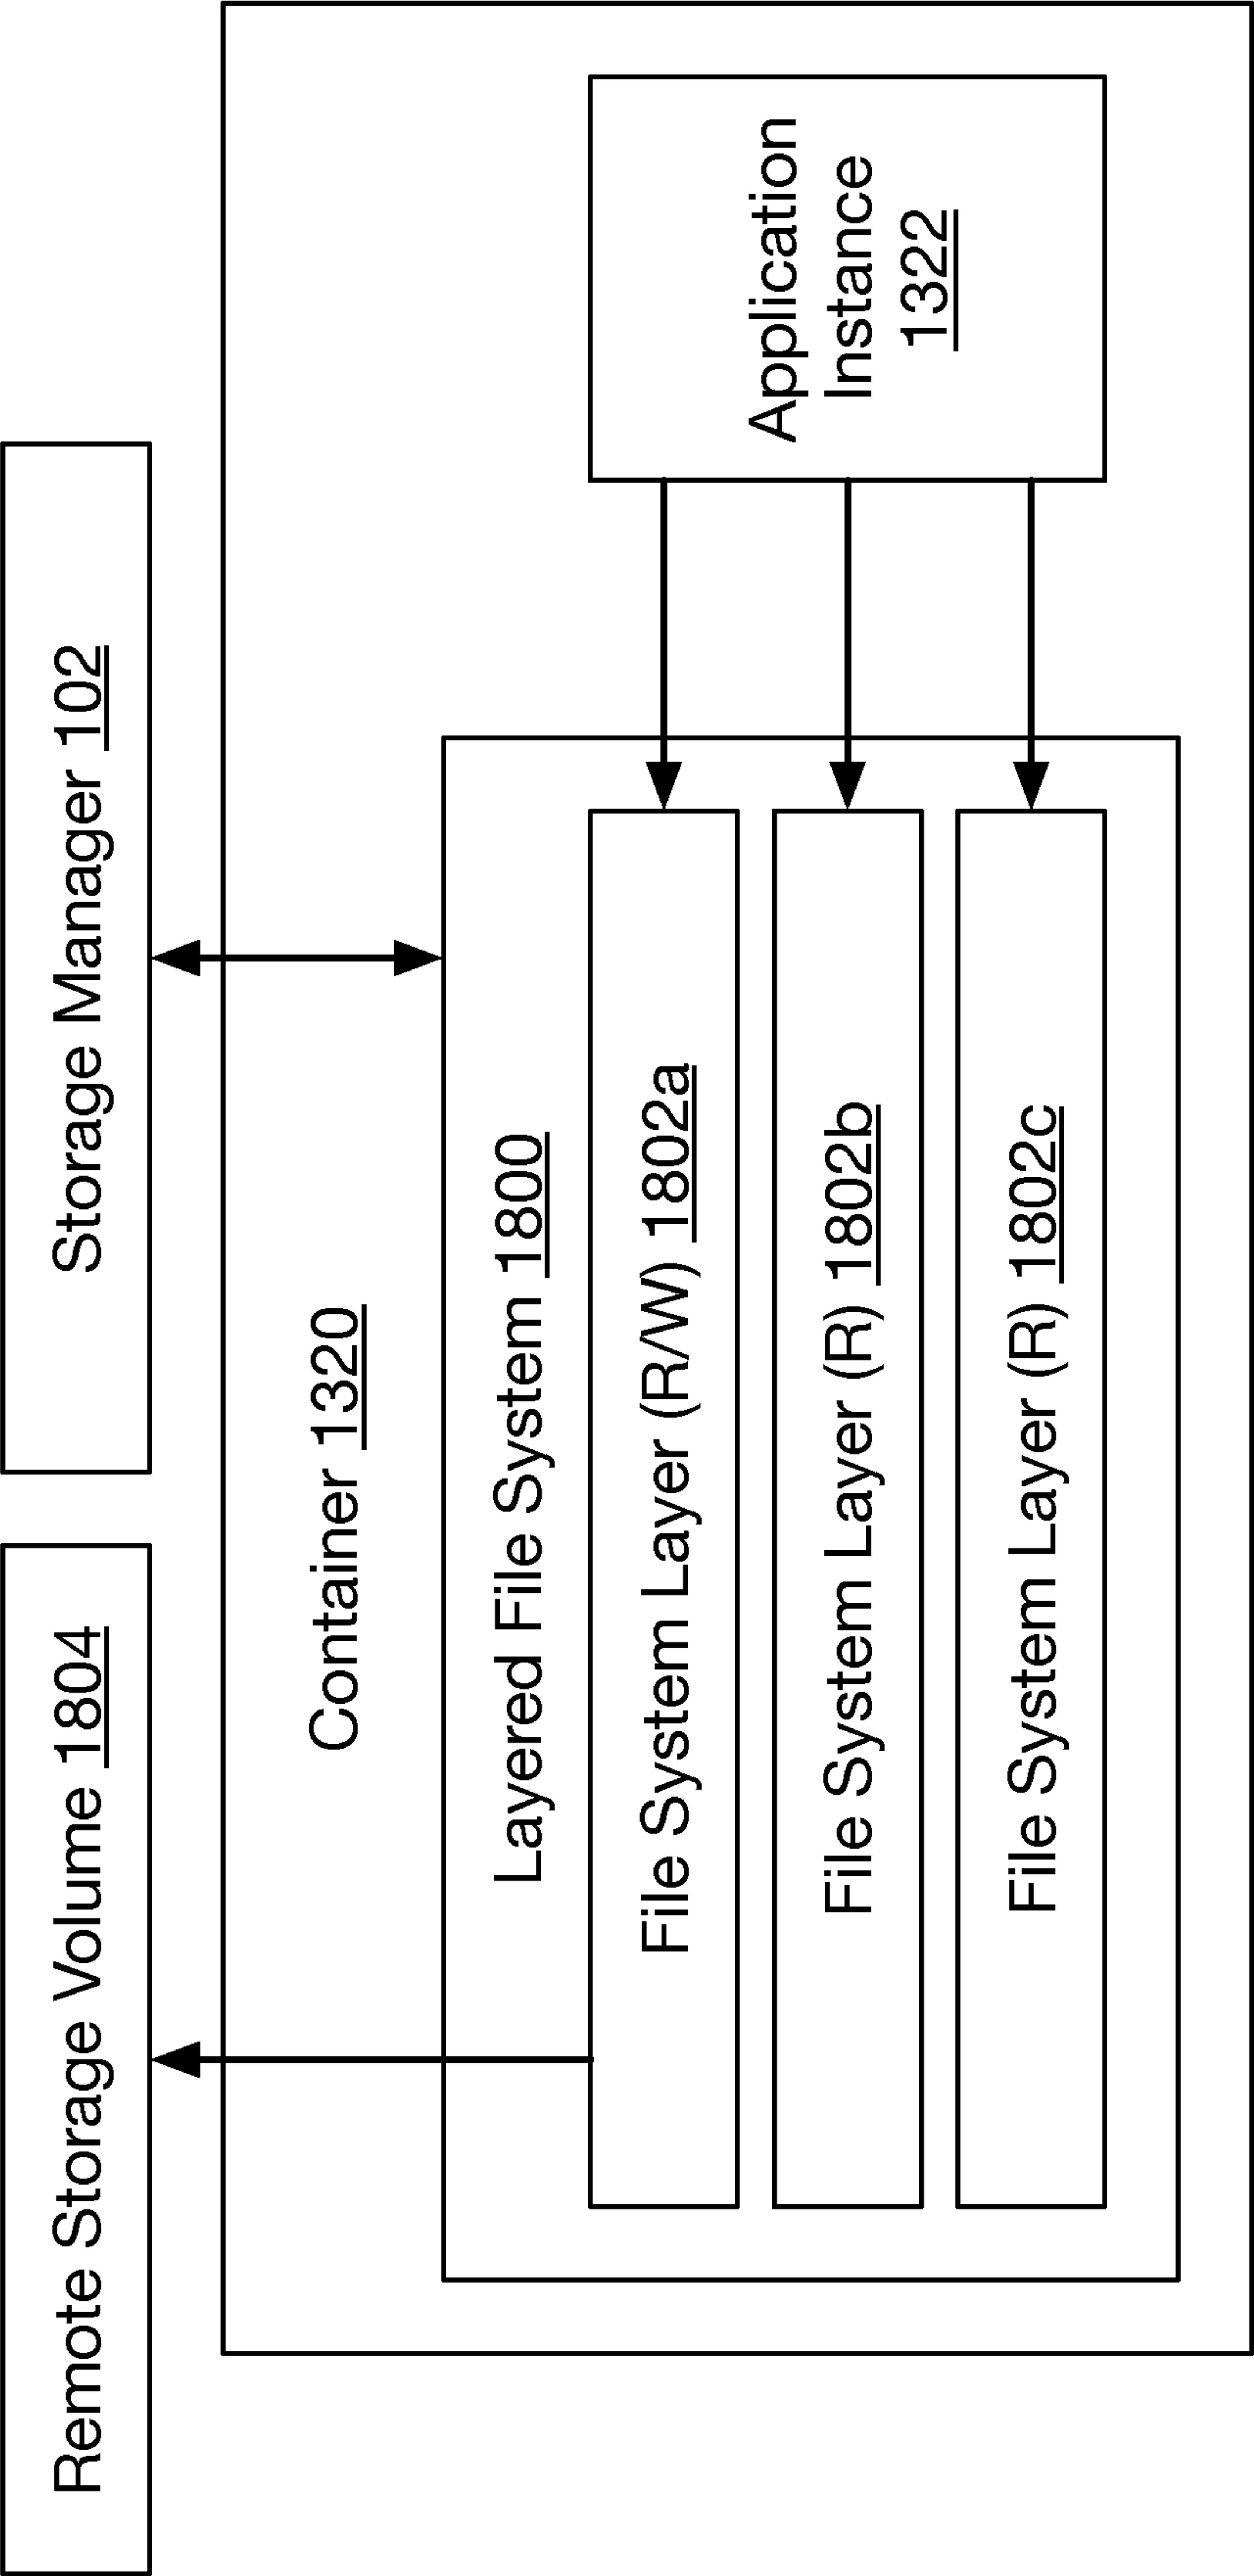 Remote Storage Volume 1804
Storage Manager 102
Container 1320
Layered File System 1800
File System Layer (R/W) 1802a
File System Layer (R) 1802b
File System Layer (R) 1802c
Application
Instance
1322